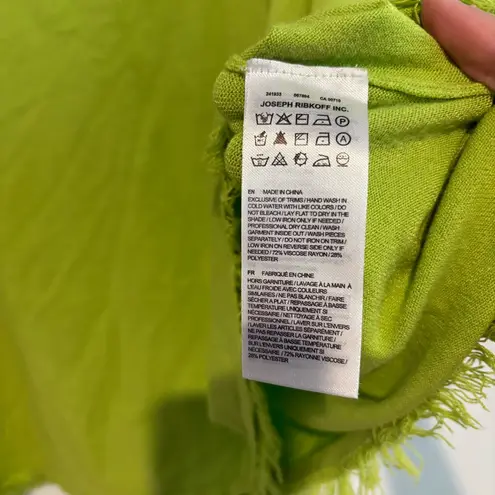 241922 007864 CA 00719
JOSEPH RIBKOFF INC.
P
A
EN MADE IN CHINA
EXCLUSIVE OF TRIMS / HAND WASH IN
COLD WATER WITH LIKE COLORS / DO
NOT BLEACH / LAY FLAT TO DRY IN THE
SHADE / LOW IRON ONLY IF NEEDED /
PROFESSIONAL DRY CLEAN / WASH
GARMENT INSIDE OUT / WASH PIECES
SEPARATELY / DO NOT IRON ON TRIM /
LOW IRON ON REVERSE SIDE ONLY IF
NEEDED / 72% VISCOSE RAYON / 28%
POLYESTER
FR FABRIQUÉ EN CHINE
HORS GARNITURE / LAVAGE À LA MAIN À
L'EAU FROIDE AVEC COULEURS
SIMILAIRES / NE PAS BLANCHIR / FAIRE
SÉCHER À PLAT / REPASSAGE À BASSE
TEMPÉRATURE UNIQUEMENT SI
NÉCESSAIRE / NETTOYAGE À SEC
PROFESSIONNEL / LAVER SUR L'ENVERS
/ LAVER LES ARTICLES SÉPARÉMENT /
NE PAS REPASSER LA GARNITURE /
REPASSAGE À BASSE TEMPÉRATURE
UNIQUEMENT SUR L'ENVERS SI
NÉCESSAIRE / 72% RAYONNE VISCOSE /
28% POLYESTER